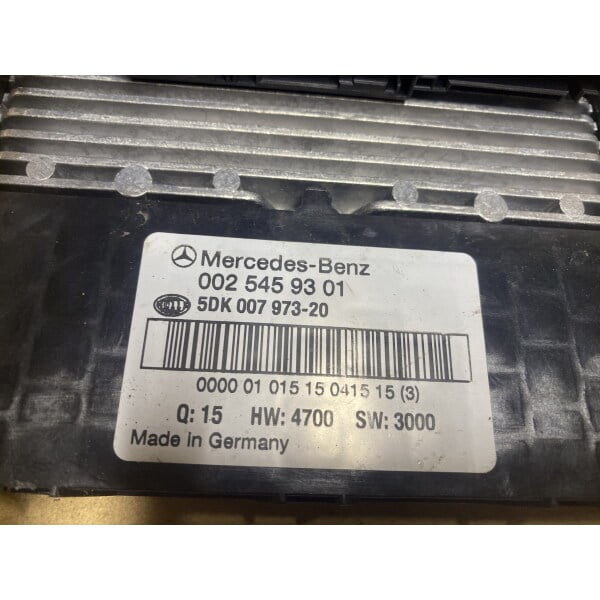 Mercedes-Benz
002 545 93 01
HELLA 5DK 007 973-20
0000 01 015 15 0415 15 (3)
Q: 15 HW: 4700 SW: 3000
Made in Germany